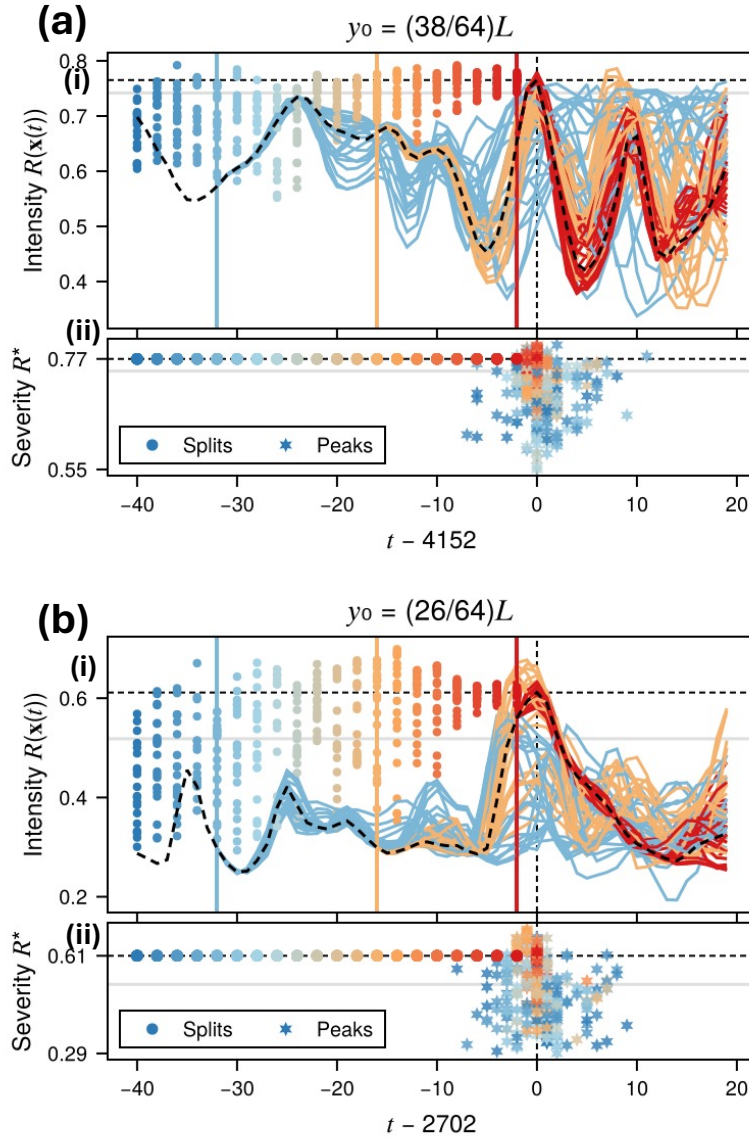 (a)
y₀ = (38/64)L
(i)
0.8
0.7
0.6
0.5
0.4
Intensity R(x(t))
(ii)
0.77
0.55
Severity R*
Splits Peaks
−40 −30 −20 −10 0 10 20
t − 4152
(b)
y₀ = (26/64)L
(i)
0.6
0.4
0.2
Intensity R(x(t))
(ii)
0.61
0.29
Severity R*
Splits Peaks
−40 −30 −20 −10 0 10 20
t − 2702